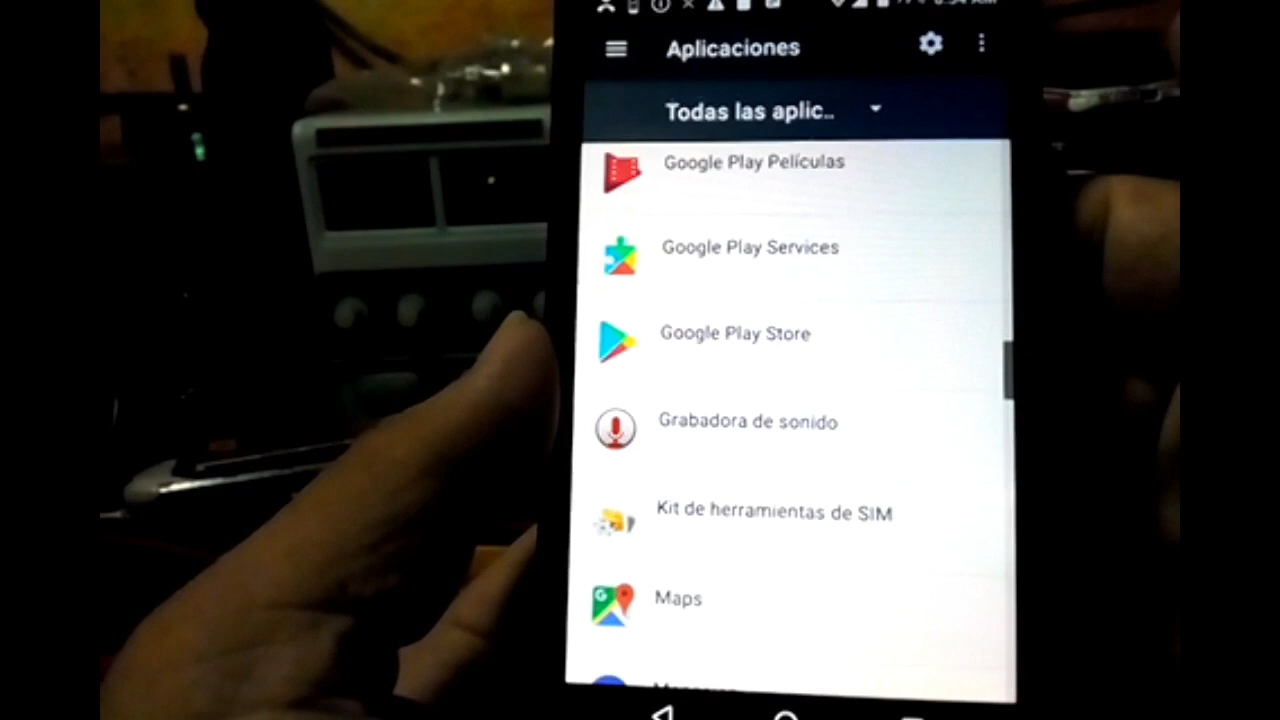 Aplicaciones
Todas las aplic..
Google Play Películas
Google Play Services
Google Play Store
Grabadora de sonido
Kit de herramientas de SIM
Maps